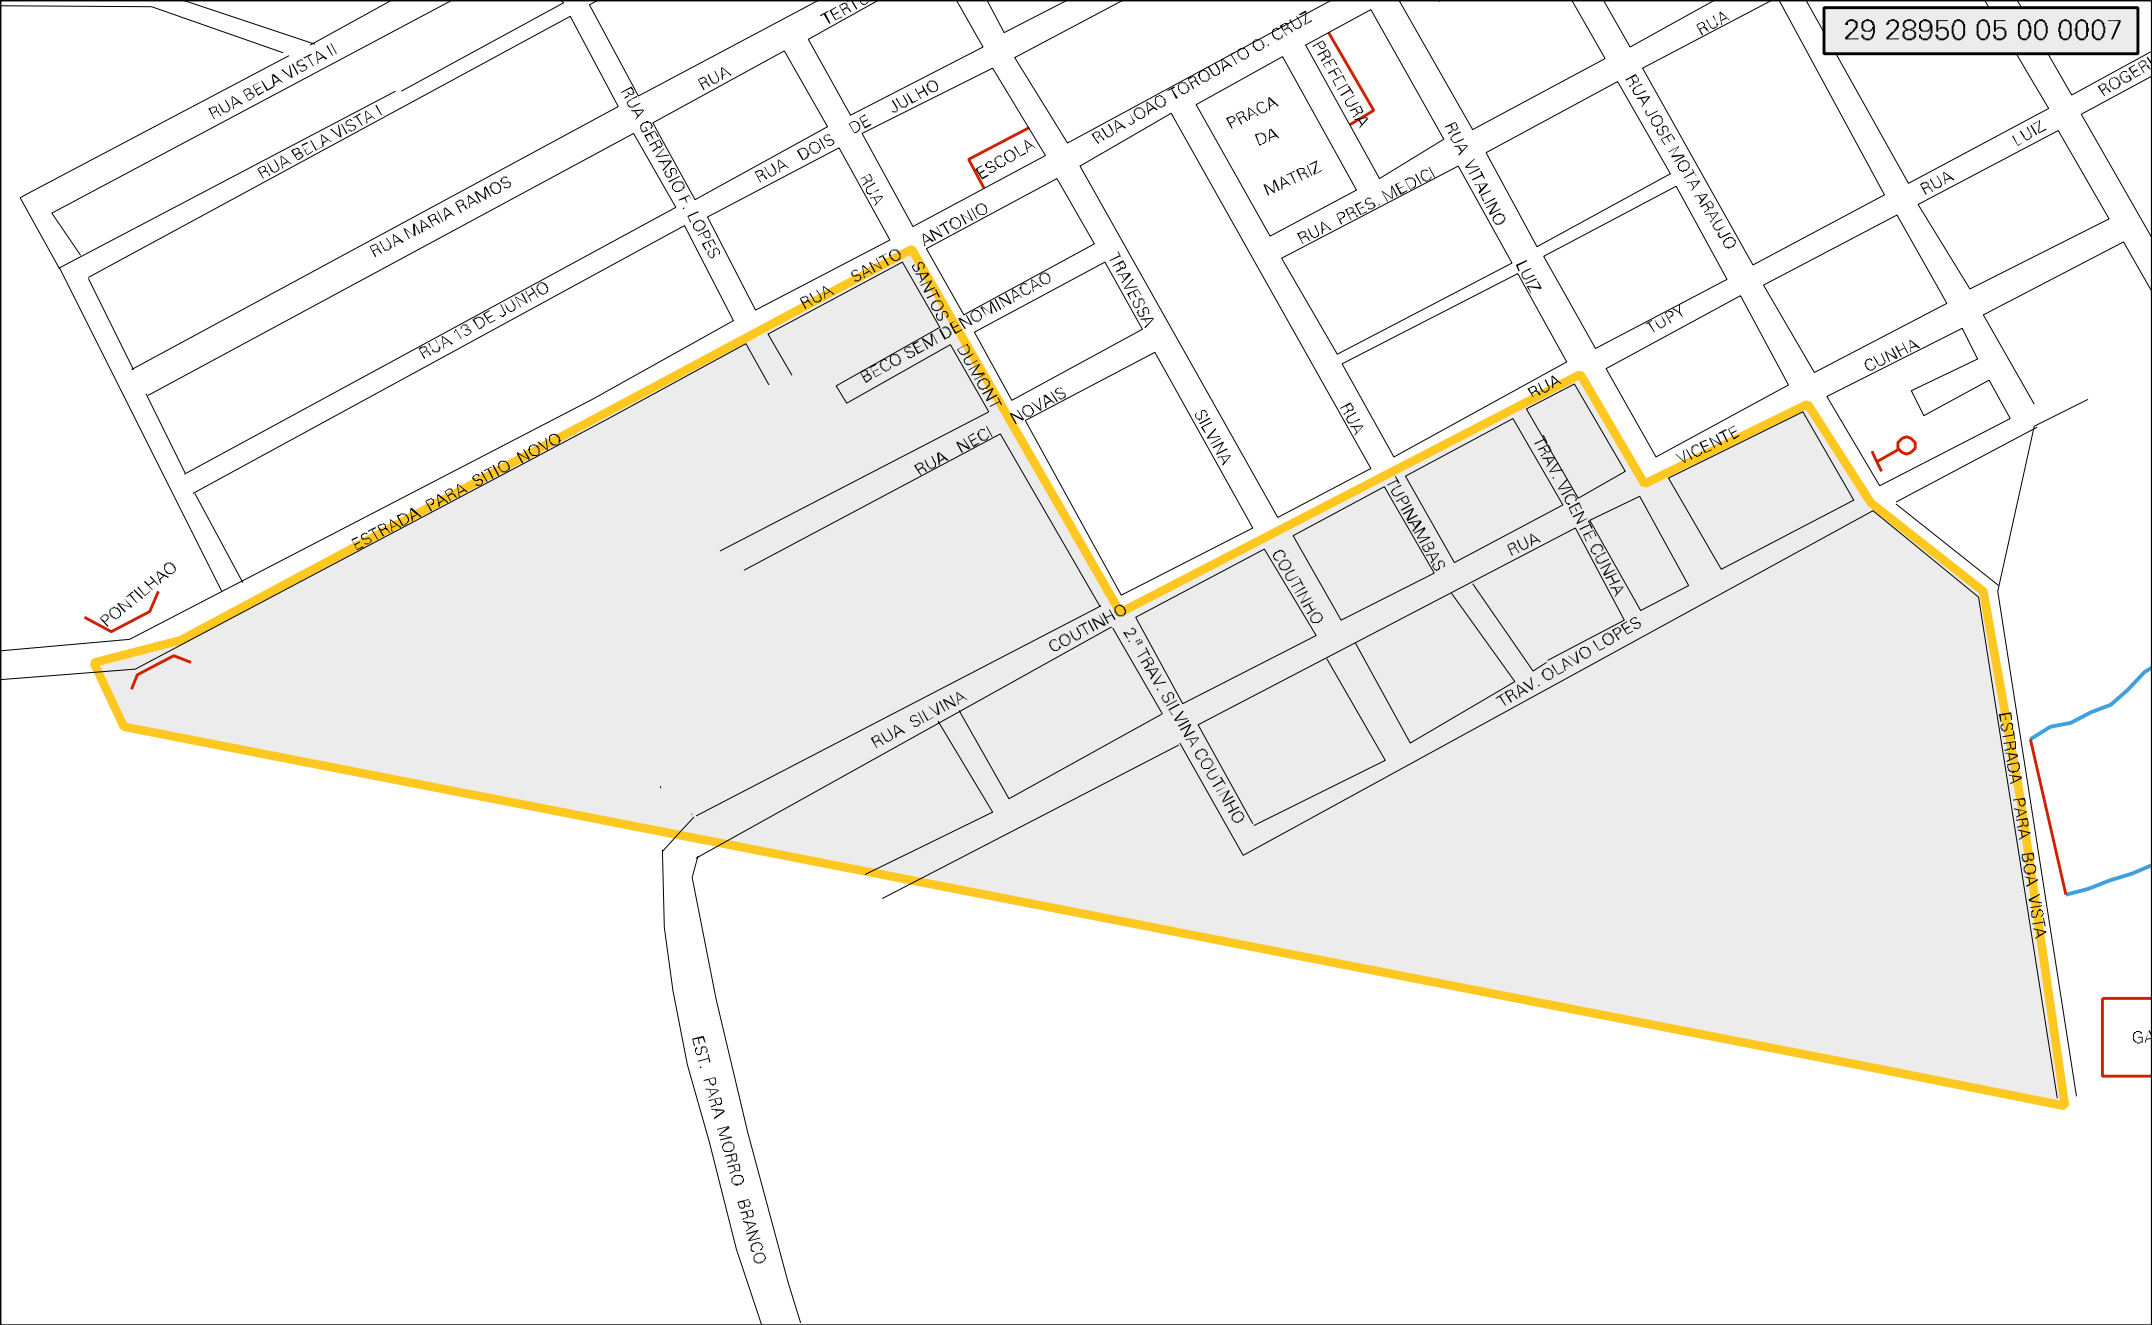 29 28950 05 00 0007
RUA BELA VISTA II
RUA BELA VISTA I
RUA MARIA RAMOS
RUA 13 DE JUNHO
ESTRADA PARA SITIO NOVO
PONTILHAO
RUA GERVASIO F. LOPES
RUA
RUA DOIS DE JULHO
RUA SANTO ANTONIO
RUA
SANTOS DUMONT
ESCOLA
BECO SEM DENOMINACAO
RUA NECI NOVAIS
TRAVESSA
SILVINA
COUTINHO
RUA JOAO TORQUATO O. CRUZ
PRACA
DA
MATRIZ
PREFEITURA
RUA PRES. MEDICI
RUA VITALINO
LUIZ
RUA JOSE MOTA ARAUJO
RUA
RUA LUIZ
TUPY
CUNHA
RUA VICENTE
RUA
TUPINAMBAS
TRAV. VICENTE CUNHA
RUA
TRAV. OLAVO LOPES
RUA SILVINA COUTINHO
2.ª TRAV. SILVINA COUTINHO
ESTRADA PARA BOA VISTA
EST. PARA MORRO BRANCO